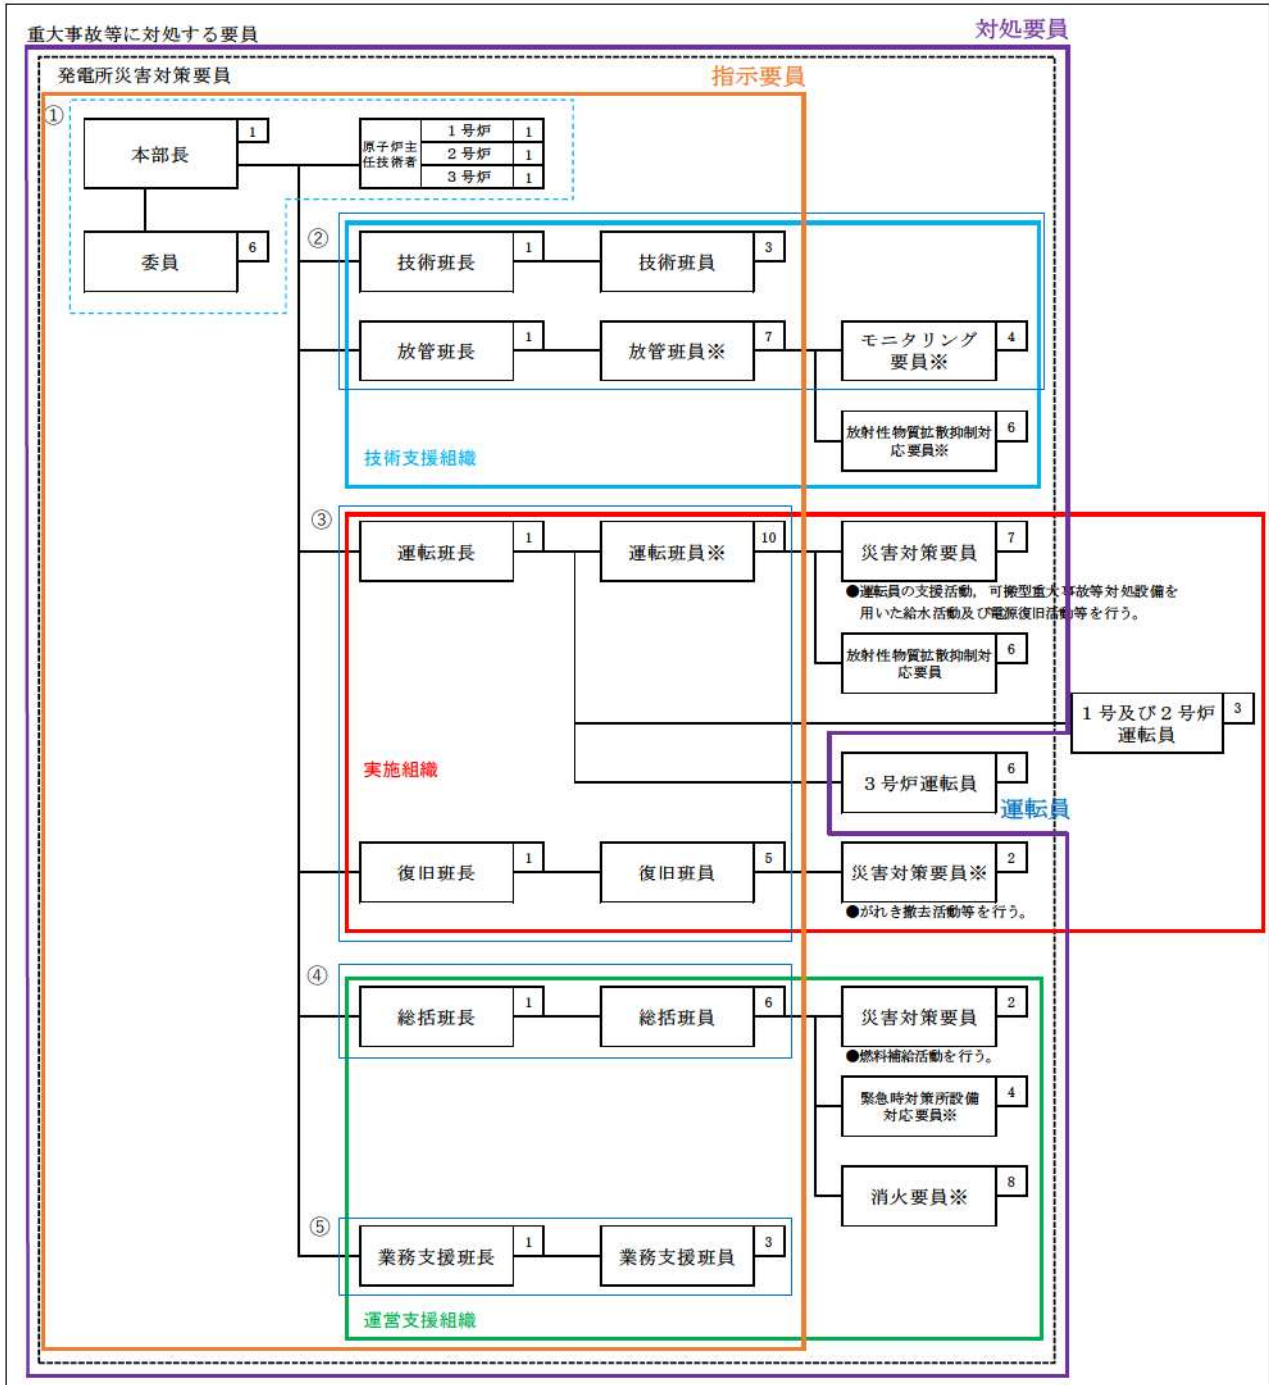 重大事故等に対処する要員
対処要員
発電所災害対策要員
指示要員
①
本部長
1
原子炉主任技術者
1号炉
1
2号炉
1
3号炉
1
委員
6
②
技術班長
1
技術班員
3
放管班長
1
放管班員※
7
モニタリング
要員※
4
放射性物質拡散抑制対
応要員※
6
技術支援組織
③
運転班長
1
運転班員※
10
災害対策要員
7
●運転員の支援活動，可搬型重大事故等対処設備を
用いた給水活動及び電源復旧活動等を行う。
放射性物質拡散抑制対
応要員
6
1号及び2号炉
運転員
3
実施組織
3号炉運転員
6
運転員
復旧班長
1
復旧班員
5
災害対策要員※
2
●がれき撤去活動等を行う。
④
総括班長
1
総括班員
6
災害対策要員
2
●燃料補給活動を行う。
緊急時対策所設備
対応要員※
4
消火要員※
8
⑤
業務支援班長
1
業務支援班員
3
運営支援組織